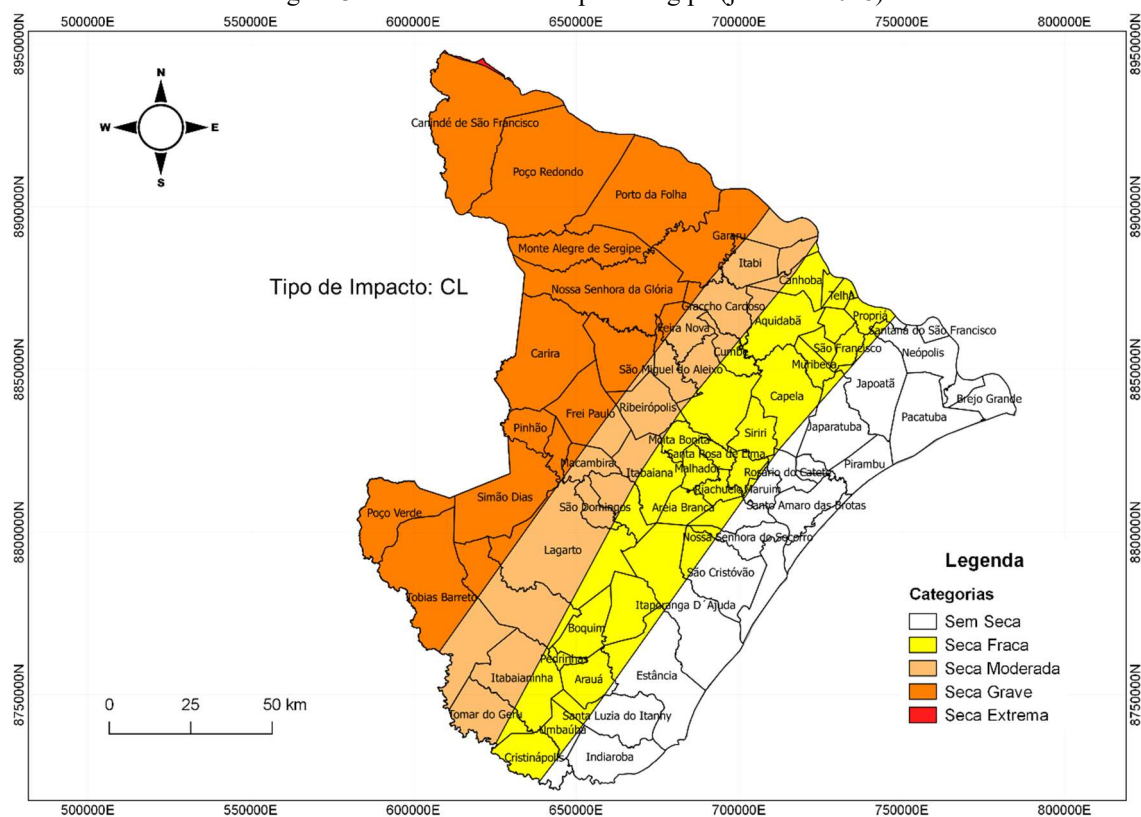 500000E 550000E 600000E 650000E 700000E 750000E 800000E
8950000N
8950000N
N
W E
S
Canindé de São Francisco
Poço Redondo
Porto da Folha
8900000N
8900000N
Gararu
Monte Alegre de Sergipe
Itabi
Tipo de Impacto: CL
Nossa Senhora da Glória
Canhoba
Telha
Graccho Cardoso
Propriá
Aquidabã
Feira Nova
Santana do São Francisco
Carira
Cumbe
São Francisco
Neópolis
8850000N
8850000N
São Miguel do Aleixo
Muribeca
Japoatã
Capela
Brejo Grande
Frei Paulo
Ribeirópolis
Pacatuba
Pinhão
Siriri
Japaratuba
Moita Bonita
Santa Rosa de Lima
Macambira
Itabaiana
Malhador
Rosário do Catete
Pirambu
Simão Dias
Riachuelo
Maruim
Poço Verde
São Domingos
Areia Branca
Santo Amaro das Brotas
8800000N
8800000N
Lagarto
Nossa Senhora do Socorro
São Cristóvão
Tobias Barreto
Itaporanga D´Ajuda
Boquim
Pedrinhas
Itabaianinha
Arauá
Estância
8750000N
8750000N
Tomar do Geru
Santa Luzia do Itanhy
Umbaúba
Cristinápolis
Indiaroba
0 25 50 km
Legenda
Categorias
Sem Seca
Seca Fraca
Seca Moderada
Seca Grave
Seca Extrema
500000E 550000E 600000E 650000E 700000E 750000E 800000E